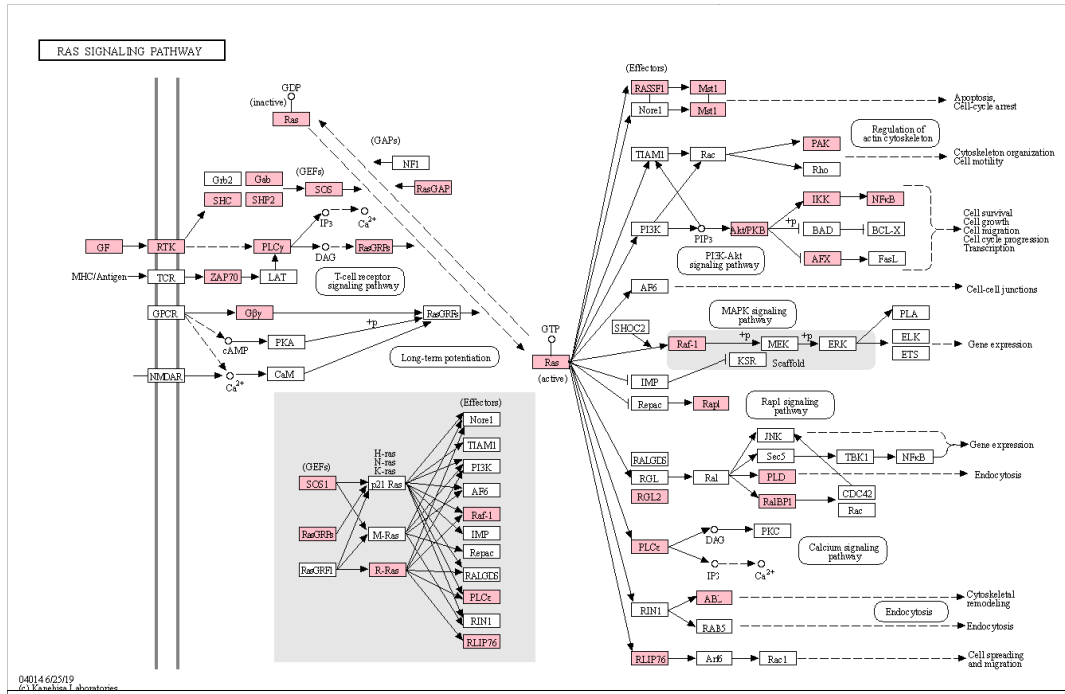 RAS SIGNALING PATHWAY
GDP
(inactive)
Ras
(GAPs)
NF1
RasGAP
Grb2
Gab
(GEFs)
SHC
SHP2
SOS
IP3
Ca2+
GF
RTK
PLCγ
DAG
RasGRPs
MHC/Antigen
TCR
ZAP70
LAT
T-cell receptor
signaling pathway
GPCR
Gβγ
RasGRFs
+p
cAMP
PKA
Long-term potentiation
NMDAR
Ca2+
CaM
GTP
Ras
(active)
(Effectors)
RASSF1
Mst1
Nore1
Mst1
Apoptosis,
Cell-cycle arrest
Regulation of
actin cytoskeleton
TIAM1
Rac
PAK
Rho
Cytoskeleton organization
Cell motility
PI3K
PIP3
Akt/PKB
+p
IKK
NFκB
BAD
BCL-X
AFX
FasL
PI3K-Akt
signaling pathway
Cell survival
Cell growth
Cell migration
Cell cycle progression
Transcription
AF6
Cell-cell junctions
MAPK signaling
pathway
SHOC2
Raf-1
+p
MEK
+p
ERK
PLA
ELK
ETS
Gene expression
KSR
Scaffold
IMP
Repac
Rap1
Rap1 signaling
pathway
RALGDS
RGL
RGL2
Ral
JNK
Sec5
TBK1
NFκB
Gene expression
PLD
Endocytosis
RalBP1
CDC42
Rac
PLCε
DAG
PKC
IP3
Ca2+
Calcium signaling
pathway
RIN1
ABL
Cytoskeletal
remodeling
RAB5
Endocytosis
Endocytosis
RLIP76
Arf6
Rac1
Cell spreading
and migration
(GEFs)
SOS1
RasGRPs
RasGRF1
H-ras
N-ras
K-ras
p21 Ras
M-Ras
R-Ras
(Effectors)
Nore1
TIAM1
PI3K
AF6
Raf-1
IMP
Repac
RALGDS
PLCε
RIN1
RLIP76
04014 6/25/19
(c) Kanehisa Laboratories